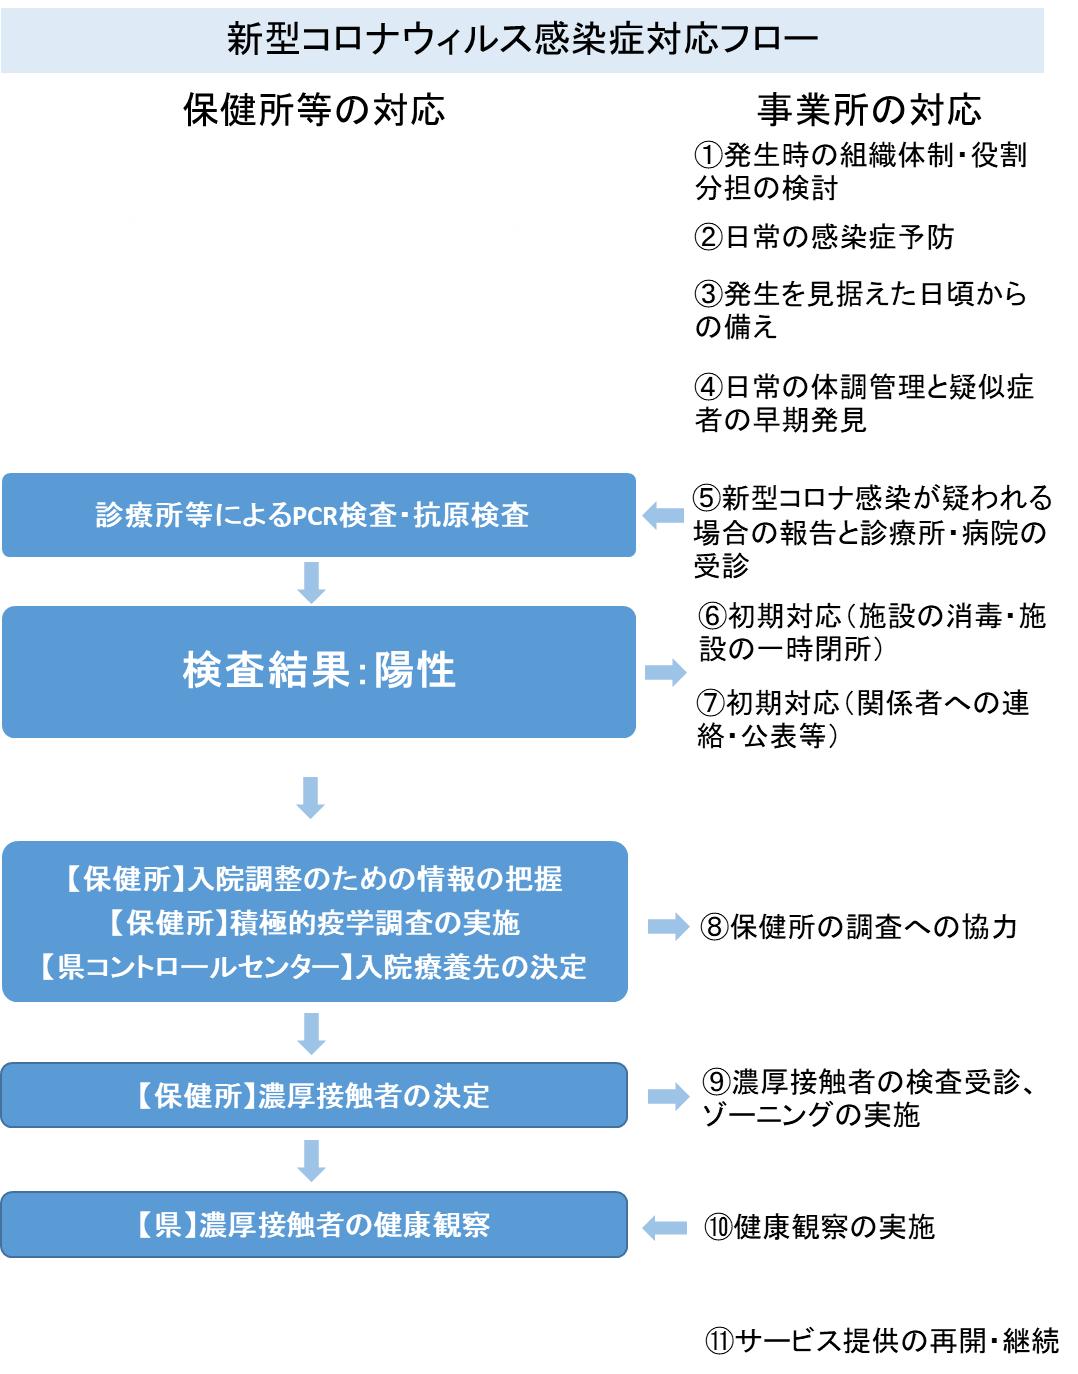 新型コロナウィルス感染症対応フロー
保健所等の対応
事業所の対応
①発生時の組織体制・役割
分担の検討
②日常の感染症予防
③発生を見据えた日頃から
の備え
④日常の体調管理と疑似症
者の早期発見
診療所等によるPCR検査・抗原検査
⑤新型コロナ感染が疑われる
場合の報告と診療所・病院の
受診
検査結果：陽性
⑥初期対応（施設の消毒・施
設の一時閉所）
⑦初期対応（関係者への連
絡・公表等）
【保健所】入院調整のための情報の把握
【保健所】積極的疫学調査の実施
【県コントロールセンター】入院療養先の決定
⑧保健所の調査への協力
【保健所】濃厚接触者の決定
⑨濃厚接触者の検査受診、
ゾーニングの実施
【県】濃厚接触者の健康観察
⑩健康観察の実施
⑪サービス提供の再開・継続